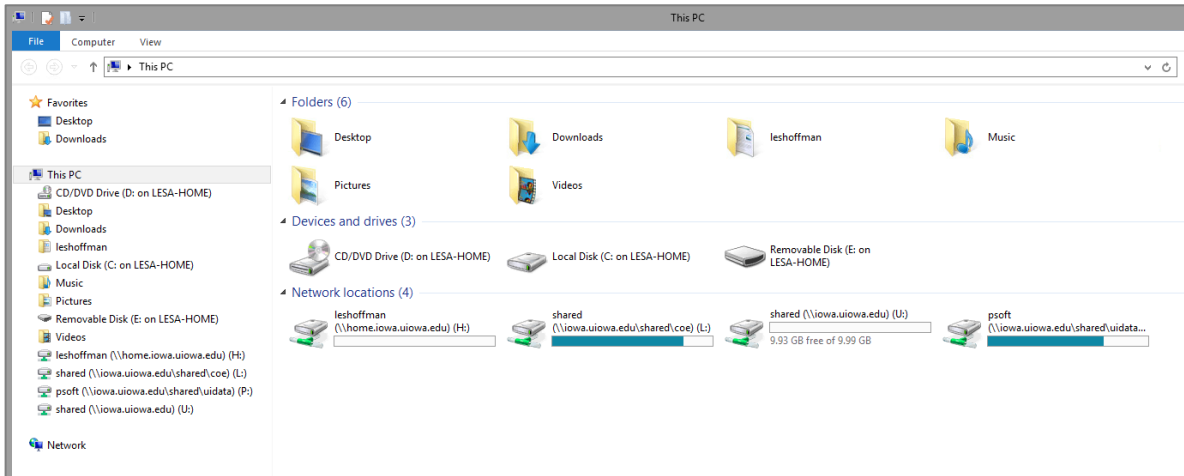 This PC
File Computer View
This PC
Favorites
Desktop
Downloads
This PC
CD/DVD Drive (D: on LESA-HOME)
Desktop
Downloads
leshoffman
Local Disk (C: on LESA-HOME)
Music
Pictures
Removable Disk (E: on LESA-HOME)
Videos
leshoffman (\\home.iowa.uiowa.edu) (H:)
shared (\\iowa.uiowa.edu\shared\coe) (L:)
psoft (\\iowa.uiowa.edu\shared\uidata) (P:)
shared (\\iowa.uiowa.edu) (U:)
Network
Folders (6)
Desktop
Downloads
leshoffman
Music
Pictures
Videos
Devices and drives (3)
CD/DVD Drive (D: on LESA-HOME)
Local Disk (C: on LESA-HOME)
Removable Disk (E: on
LESA-HOME)
Network locations (4)
leshoffman
(\\home.iowa.uiowa.edu) (H:)
shared
(\\iowa.uiowa.edu\shared\coe) (L:)
shared (\\iowa.uiowa.edu) (U:)
9.93 GB free of 9.99 GB
psoft
(\\iowa.uiowa.edu\shared\uidata...